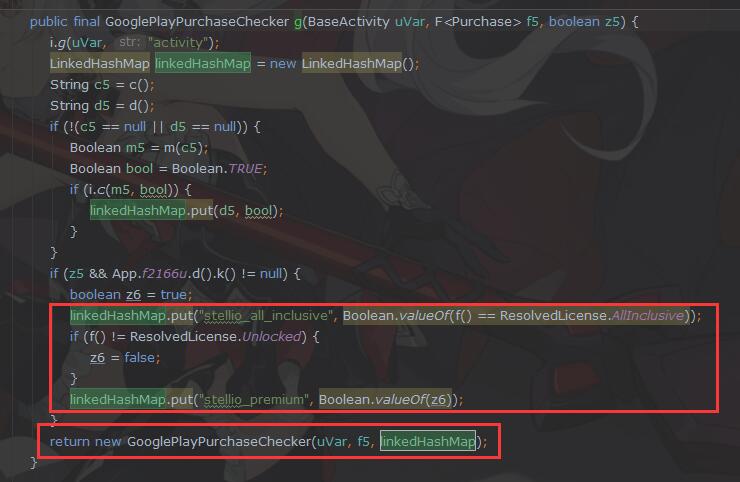 public final GooglePlayPurchaseChecker g(BaseActivity uVar, F<Purchase> f5, boolean z5) {
i.g(uVar, str: "activity");
LinkedHashMap linkedHashMap = new LinkedHashMap();
String c5 = c();
String d5 = d();
if (!(c5 == null || d5 == null)) {
Boolean m5 = m(c5);
Boolean bool = Boolean.TRUE;
if (i.c(m5, bool)) {
linkedHashMap.put(d5, bool);
}
}
if (z5 && App.f2166u.d().k() != null) {
boolean z6 = true;
linkedHashMap.put("stellio_all_inclusive", Boolean.valueOf(f() == ResolvedLicense.AllInclusive));
if (f() != ResolvedLicense.Unlocked) {
z6 = false;
}
linkedHashMap.put("stellio_premium", Boolean.valueOf(z6));
}
return new GooglePlayPurchaseChecker(uVar, f5, linkedHashMap);
}